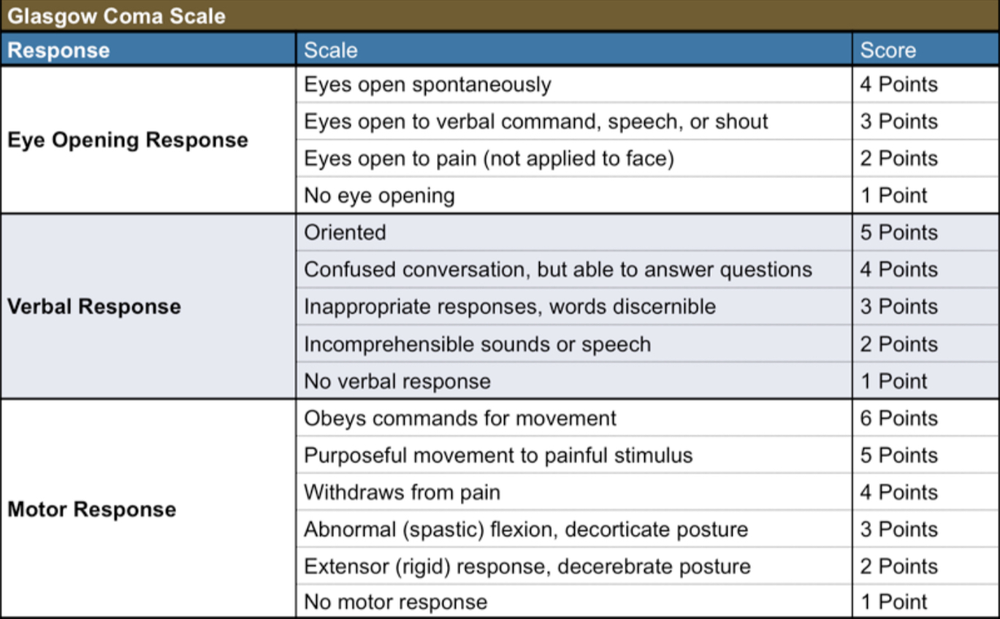 Glasgow Coma Scale
Response Scale Score
Eye Opening Response
Eyes open spontaneously 4 Points
Eyes open to verbal command, speech, or shout 3 Points
Eyes open to pain (not applied to face) 2 Points
No eye opening 1 Point
Verbal Response
Oriented 5 Points
Confused conversation, but able to answer questions 4 Points
Inappropriate responses, words discernible 3 Points
Incomprehensible sounds or speech 2 Points
No verbal response 1 Point
Motor Response
Obeys commands for movement 6 Points
Purposeful movement to painful stimulus 5 Points
Withdraws from pain 4 Points
Abnormal (spastic) flexion, decorticate posture 3 Points
Extensor (rigid) response, decerebrate posture 2 Points
No motor response 1 Point